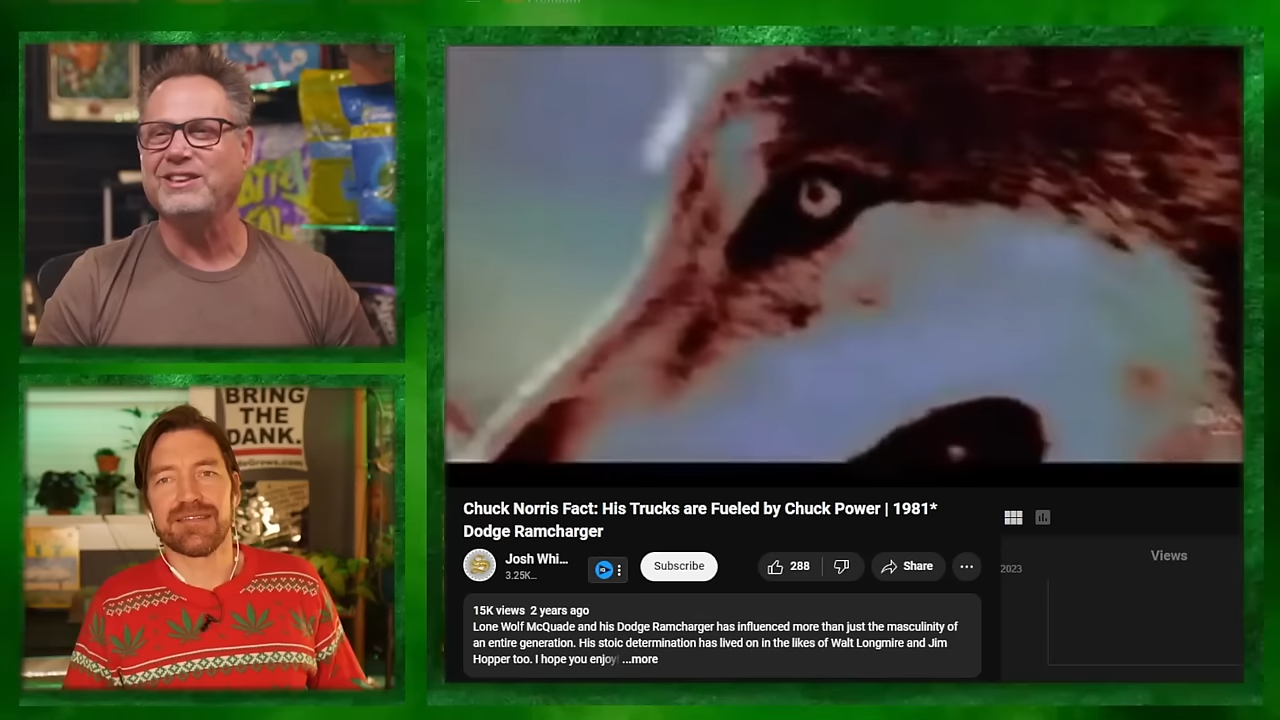 BRING
THE
DANK.
Chuck Norris Fact: His Trucks are Fueled by Chuck Power | 1981*
Dodge Ramcharger
Josh Whi...
3.25K...
Subscribe
288
Share
15K views 2 years ago
Lone Wolf McQuade and his Dodge Ramcharger has influenced more than just the masculinity of
an entire generation. His stoic determination has lived on in the likes of Walt Longmire and Jim
Hopper too. I hope you enjoy ...more
Views
2023